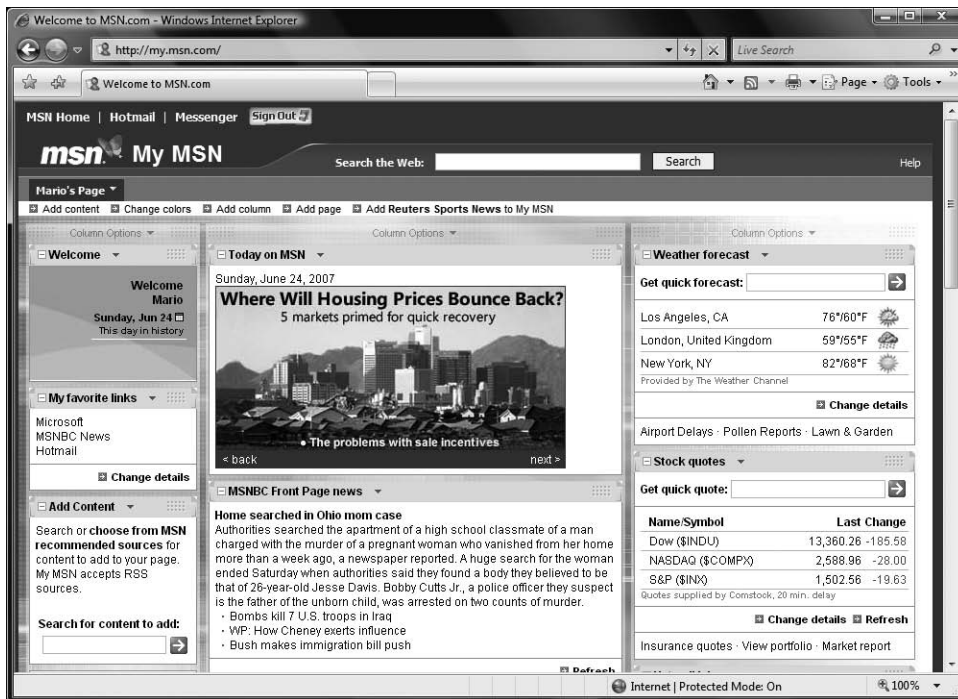 Welcome to MSN.com - Windows Internet Explorer
http://my.msn.com/
Live Search
Welcome to MSN.com
Page
Tools
MSN Home | Hotmail | Messenger
Sign Out
msn
My MSN
Search the Web:
Search
Help
Mario's Page
Add content
Change colors
Add column
Add page
Add Reuters Sports News to My MSN
Column Options
Welcome
Welcome
Mario
Sunday, Jun 24
This day in history
My favorite links
Microsoft
MSNBC News
Hotmail
Change details
Add Content
Search or choose from MSN
recommended sources for
content to add to your page.
My MSN accepts RSS
sources.
Search for content to add:
Column Options
Today on MSN
Sunday, June 24, 2007
Where Will Housing Prices Bounce Back?
5 markets primed for quick recovery
• The problems with sale incentives
< back
next >
MSNBC Front Page news
Home searched in Ohio mom case
Authorities searched the apartment of a high school classmate of a man
charged with the murder of a pregnant woman who vanished from her home
more than a week ago, a newspaper reported. A huge search for the woman
ended Saturday when authorities said they found a body they believed to be
that of 26-year-old Jesse Davis. Bobby Cutts Jr., a police officer they suspect
is the father of the unborn child, was arrested on two counts of murder.
· Bombs kill 7 U.S. troops in Iraq
· WP: How Cheney exerts influence
· Bush makes immigration bill push
Refresh
Column Options
Weather forecast
Get quick forecast:
Los Angeles, CA 76°/60°F
London, United Kingdom 59°/55°F
New York, NY 82°/68°F
Provided by The Weather Channel
Change details
Airport Delays · Pollen Reports · Lawn & Garden
Stock quotes
Get quick quote:
Name/Symbol Last Change
Dow ($INDU) 13,360.26 -185.58
NASDAQ ($COMPX) 2,588.96 -28.00
S&P ($INX) 1,502.56 -19.63
Quotes supplied by Comstock, 20 min. delay
Change details Refresh
Insurance quotes · View portfolio · Market report
Internet | Protected Mode: On
100%